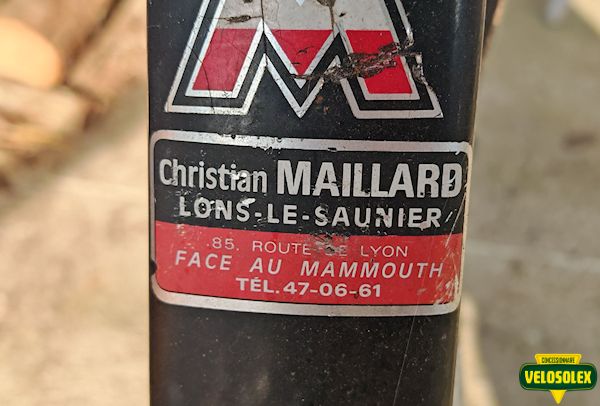 M
Christian MAILLARD
LONS-LE-SAUNIER
85. ROUTE DE LYON
FACE AU MAMMOUTH
TÉL. 47-06-61
CONCESSIONNAIRE
VELOSOLEX